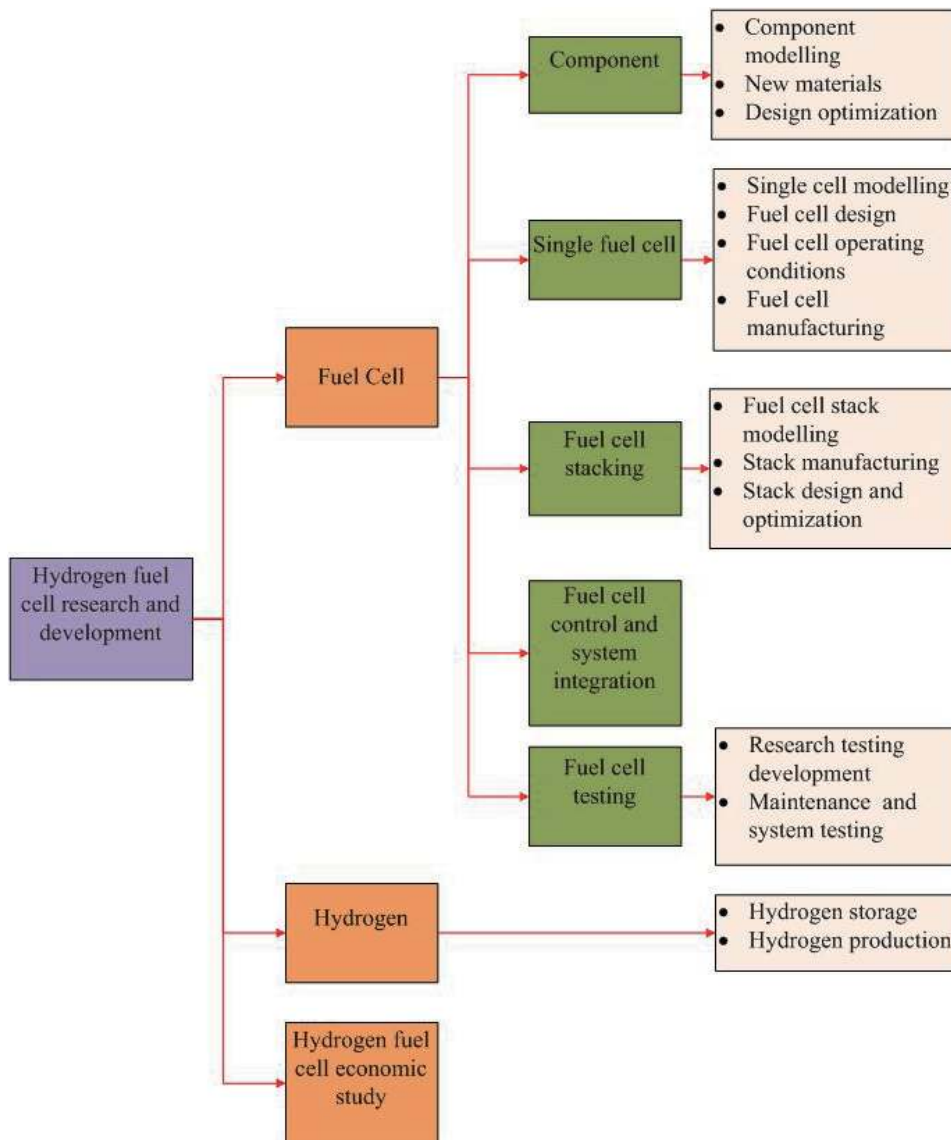 Component
• Component
modelling
• New materials
• Design optimization
Single fuel cell
• Single cell modelling
• Fuel cell design
• Fuel cell operating
conditions
• Fuel cell
manufacturing
Fuel Cell
Fuel cell
stacking
• Fuel cell stack
modelling
• Stack manufacturing
• Stack design and
optimization
Hydrogen fuel
cell research and
development
Fuel cell
control and
system
integration
Fuel cell
testing
• Research testing
development
• Maintenance and
system testing
Hydrogen
• Hydrogen storage
• Hydrogen production
Hydrogen fuel
cell economic
study